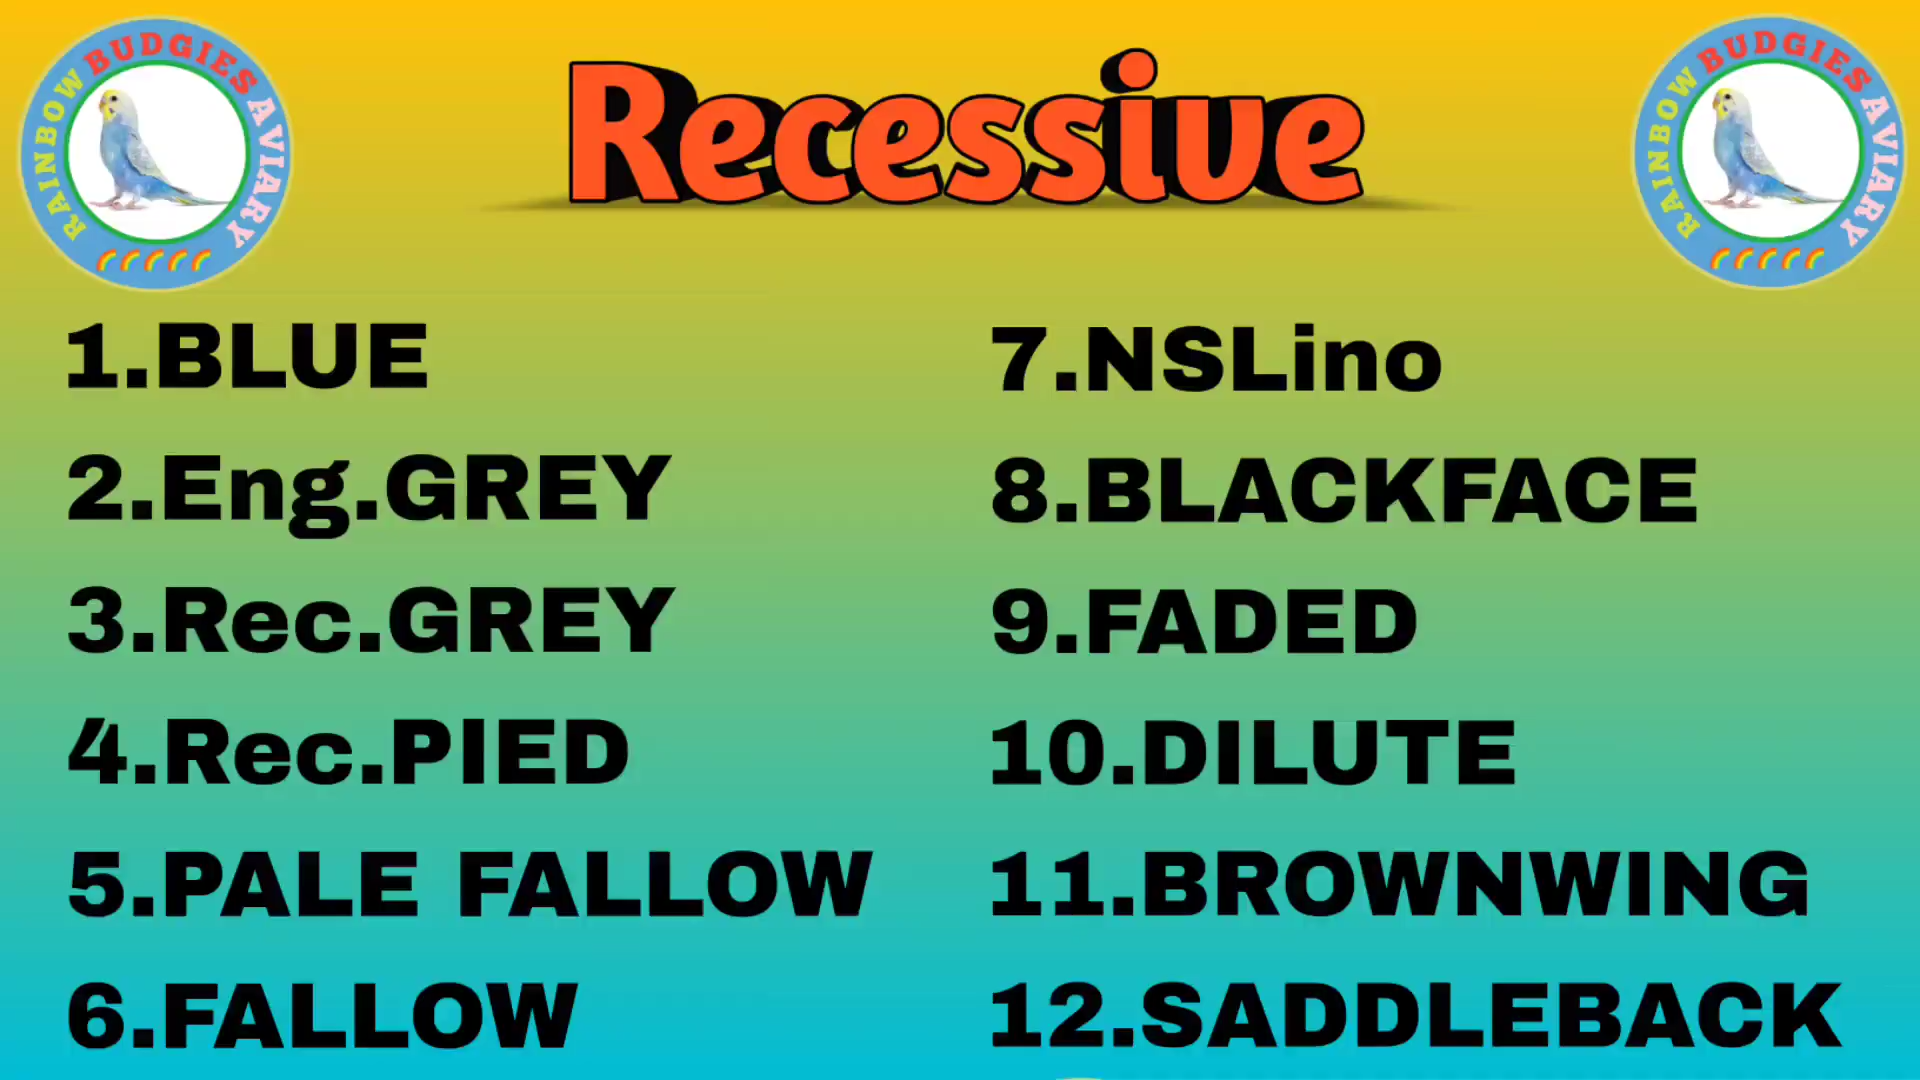 RAINBOW BUDGIES AVIARY
Recessive
RAINBOW BUDGIES AVIARY
1.BLUE
2.Eng.GREY
3.Rec.GREY
4.Rec.PIED
5.PALE FALLOW
6.FALLOW
7.NSLino
8.BLACKFACE
9.FADED
10.DILUTE
11.BROWNWING
12.SADDLEBACK